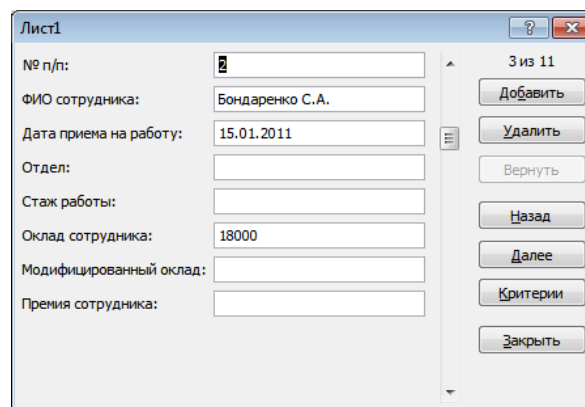 Лист1
№ п/п: 2
ФИО сотрудника: Бондаренко С.А.
Дата приема на работу: 15.01.2011
Отдел:
Стаж работы:
Оклад сотрудника: 18000
Модифицированный оклад:
Премия сотрудника:
3 из 11
Добавить
Удалить
Вернуть
Назад
Далее
Критерии
Закрыть